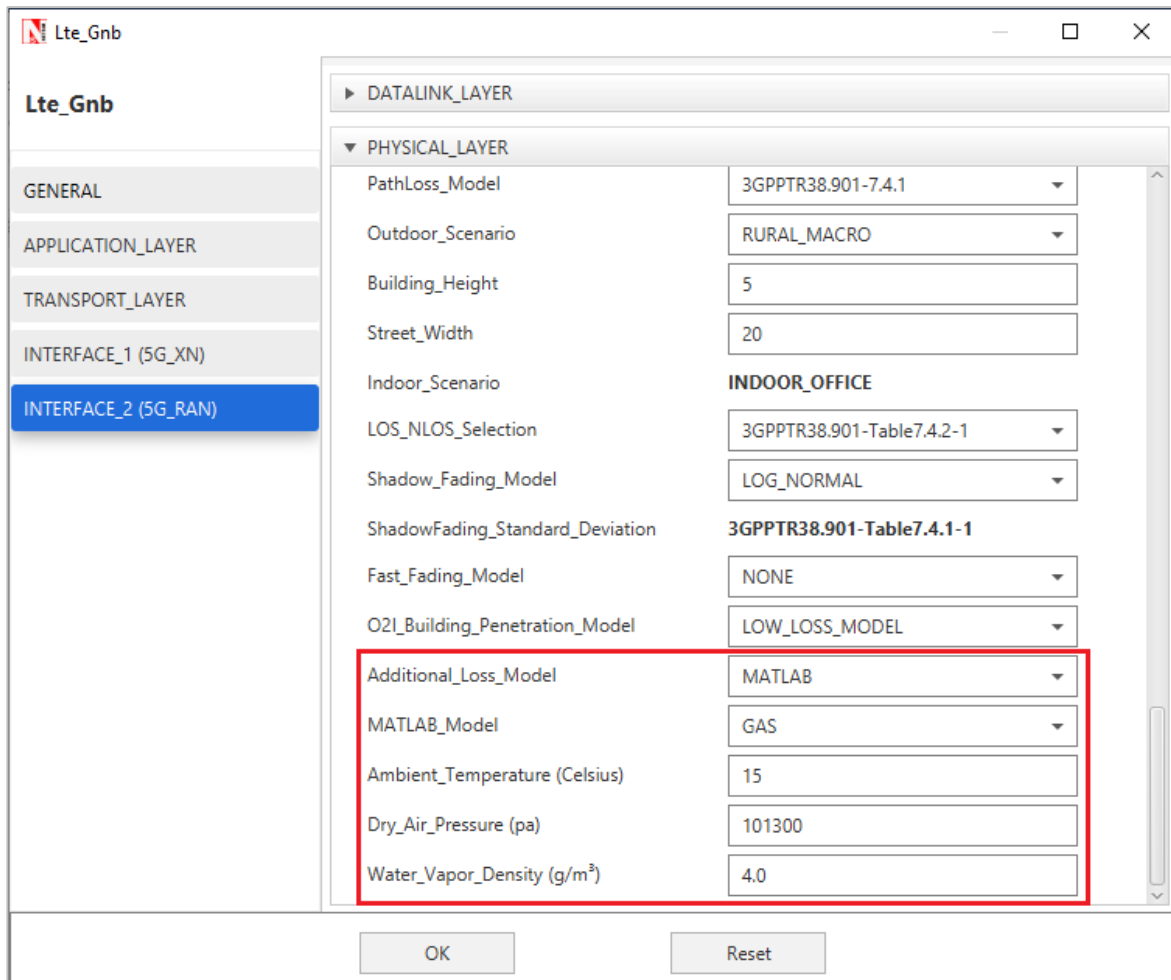 Lte_Gnb
Lte_Gnb
GENERAL
APPLICATION_LAYER
TRANSPORT_LAYER
INTERFACE_1 (5G_XN)
INTERFACE_2 (5G_RAN)
DATALINK_LAYER
PHYSICAL_LAYER
PathLoss_Model 3GPPTR38.901-7.4.1
Outdoor_Scenario RURAL_MACRO
Building_Height 5
Street_Width 20
Indoor_Scenario INDOOR_OFFICE
LOS_NLOS_Selection 3GPPTR38.901-Table7.4.2-1
Shadow_Fading_Model LOG_NORMAL
ShadowFading_Standard_Deviation 3GPPTR38.901-Table7.4.1-1
Fast_Fading_Model NONE
O2I_Building_Penetration_Model LOW_LOSS_MODEL
Additional_Loss_Model MATLAB
MATLAB_Model GAS
Ambient_Temperature (Celsius) 15
Dry_Air_Pressure (pa) 101300
Water_Vapor_Density (g/m³) 4.0
OK Reset